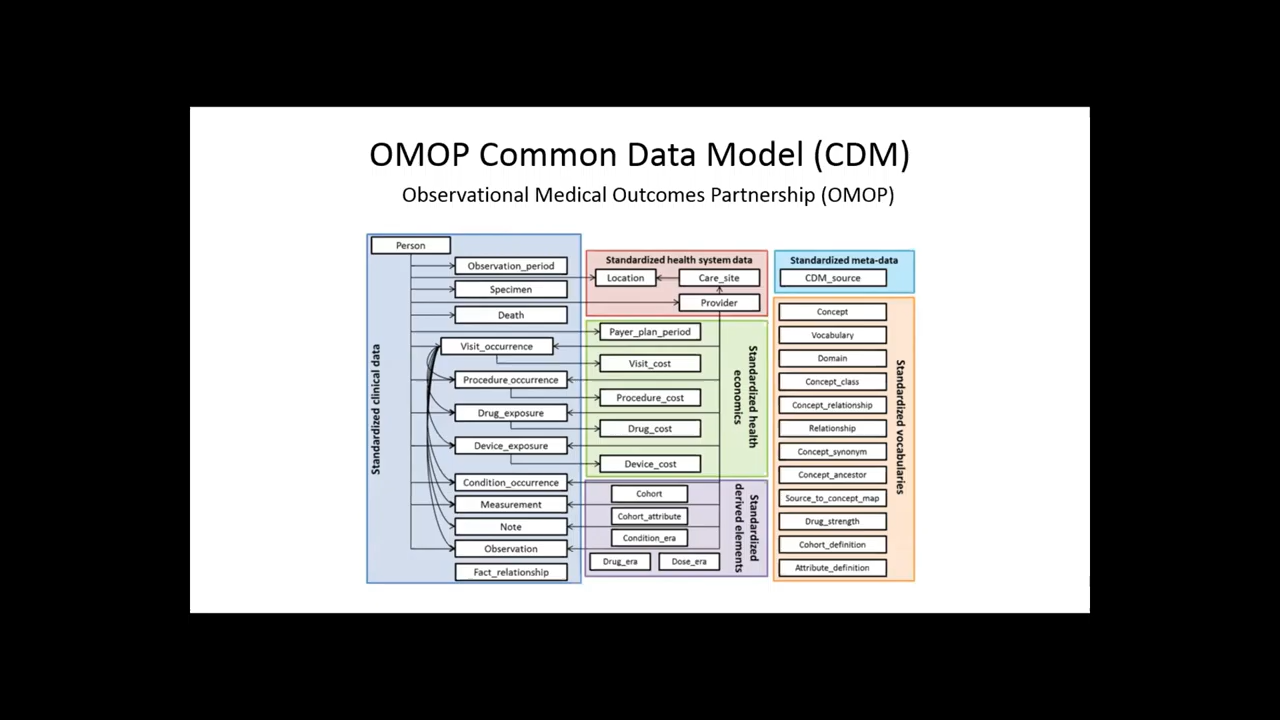 OMOP Common Data Model (CDM)
Observational Medical Outcomes Partnership (OMOP)
Person
Observation_period
Specimen
Death
Visit_occurrence
Procedure_occurrence
Drug_exposure
Device_exposure
Condition_occurrence
Measurement
Note
Observation
Fact_relationship
Standardized clinical data
Standardized health system data
Location
Care_site
Provider
Payer_plan_period
Visit_cost
Procedure_cost
Drug_cost
Device_cost
Standardized health
economics
Cohort
Cohort_attribute
Condition_era
Drug_era
Dose_era
Standardized
derived elements
Standardized meta-data
CDM_source
Concept
Vocabulary
Domain
Concept_class
Concept_relationship
Relationship
Concept_synonym
Concept_ancestor
Source_to_concept_map
Drug_strength
Cohort_definition
Attribute_definition
Standardized vocabularies